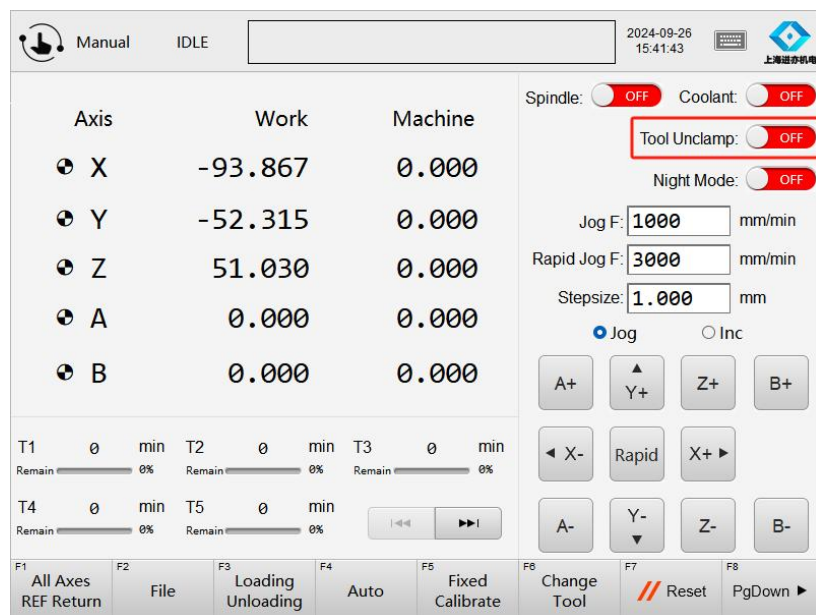 Manual IDLE 2024-09-26
15:41:43
上海进亦机电
Spindle: OFF Coolant: OFF
Tool Unclamp: OFF
Night Mode: OFF
Axis Work Machine
X -93.867 0.000
Y -52.315 0.000
Z 51.030 0.000
A 0.000 0.000
B 0.000 0.000
Jog F: 1000 mm/min
Rapid Jog F: 3000 mm/min
Stepsize: 1.000 mm
Jog Inc
A+ Y+ Z+ B+
X- Rapid X+
A- Y- Z- B-
T1 0 min T2 0 min T3 0 min
Remain 0% Remain 0% Remain 0%
T4 0 min T5 0 min
Remain 0% Remain 0%
F1 All Axes
REF Return
F2 File
F3 Loading
Unloading
F4 Auto
F5 Fixed
Calibrate
F6 Change
Tool
F7 Reset
F8 PgDown